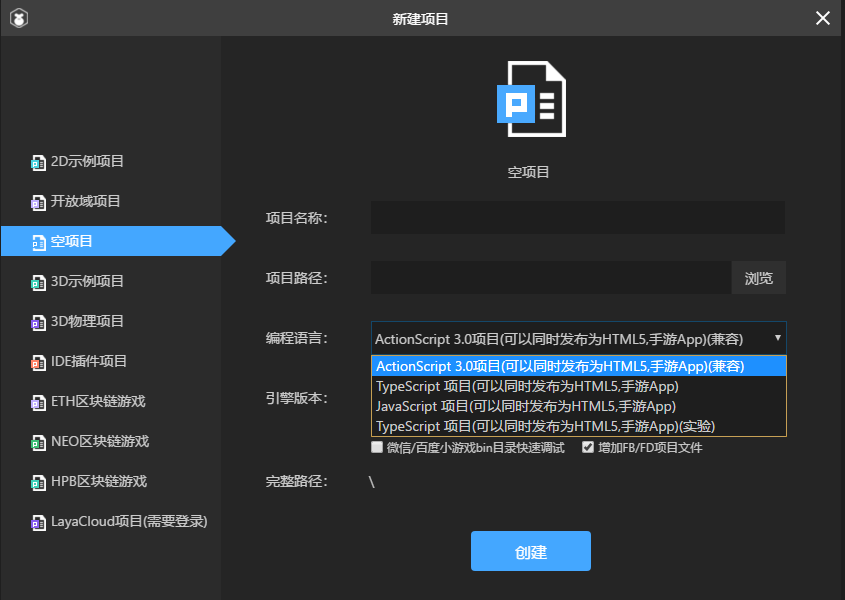 新建项目
2D示例项目
开放域项目
空项目
3D示例项目
3D物理项目
IDE插件项目
ETH区块链游戏
NEO区块链游戏
HPB区块链游戏
LayaCloud项目(需要登录)
空项目
项目名称:
项目路径:
浏览
编程语言:
ActionScript 3.0项目(可以同时发布为HTML5,手游App)(兼容)
ActionScript 3.0项目(可以同时发布为HTML5,手游App)(兼容)
TypeScript 项目(可以同时发布为HTML5,手游App)
JavaScript 项目(可以同时发布为HTML5,手游App)
TypeScript 项目(可以同时发布为HTML5,手游App)(实验)
引擎版本:
微信/百度小游戏bin目录快速调试 增加FB/FD项目文件
完整路径: \
创建